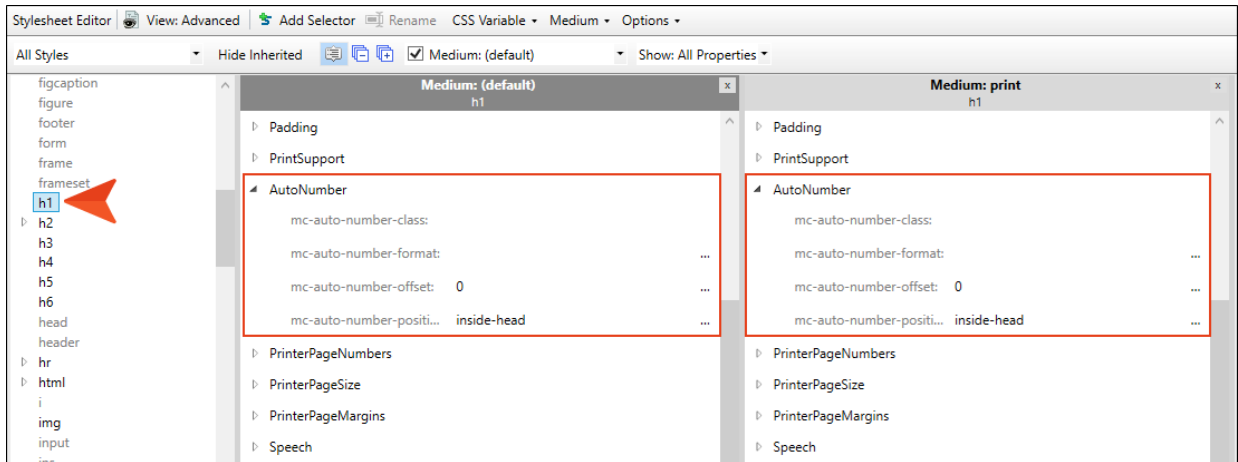 Stylesheet Editor View: Advanced Add Selector Rename CSS Variable Medium Options
All Styles Hide Inherited Medium: (default) Show: All Properties
figcaption
figure
footer
form
frame
frameset
h1
h2
h3
h4
h5
h6
head
header
hr
html
i
img
input
Medium: (default) x
h1
Padding
PrintSupport
AutoNumber
mc-auto-number-class:
mc-auto-number-format: ...
mc-auto-number-offset: 0 ...
mc-auto-number-positi... inside-head ...
PrinterPageNumbers
PrinterPageSize
PrinterPageMargins
Speech
Medium: print x
h1
Padding
PrintSupport
AutoNumber
mc-auto-number-class:
mc-auto-number-format: ...
mc-auto-number-offset: 0 ...
mc-auto-number-positi... inside-head ...
PrinterPageNumbers
PrinterPageSize
PrinterPageMargins
Speech